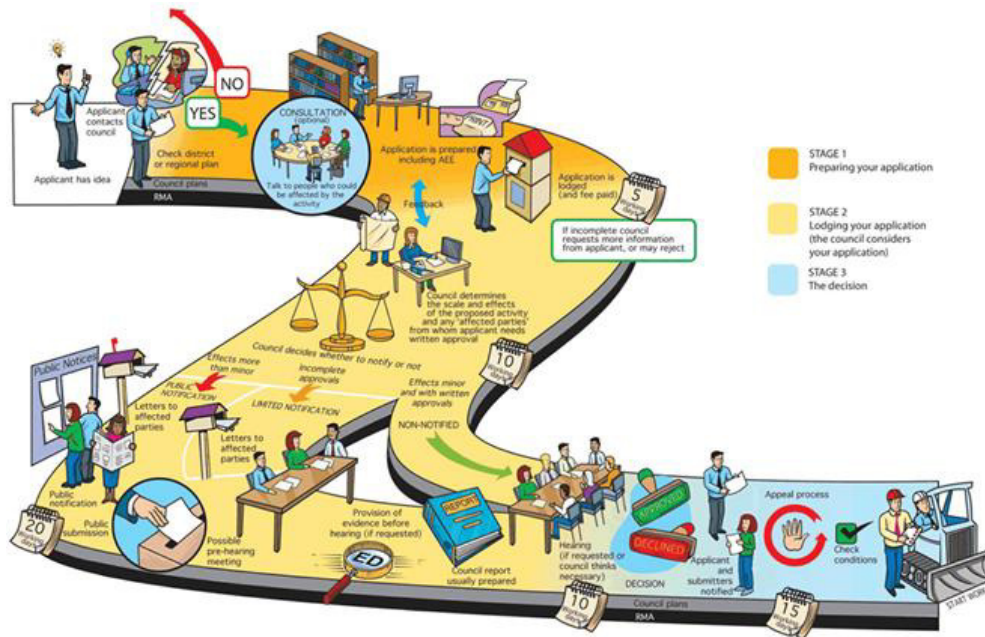 NO
YES
Applicant
contacts
council
Applicant has idea
Check district
or regional plan
Council plans
RMA
CONSULTATION
(optional)
Talk to people who could
be affected by the
activity
Application is prepared
including AEE
PRINT!
Application is
lodged
(and fee paid)
5
Working days
If incomplete council
requests more information
from applicant, or may reject
STAGE 1
Preparing your application
STAGE 2
Lodging your application
(the council considers
your application)
STAGE 3
The decision
Feedback
Council determines
the scale and effects
of the proposed activity
and any 'affected parties'
from whom applicant needs
written approval
10
Working days
Council decides whether to notify or not
Effects more
than minor
Incomplete
approvals
Effects minor
and with written
approvals
PUBLIC
NOTIFICATION
LIMITED NOTIFICATION
NON-NOTIFIED
Public Notices
Letters to
affected
parties
Letters to
affected
parties
Public
notification
20
Working days
Public
submission
Possible
pre-hearing
meeting
Provision of
evidence before
hearing (if requested)
ED
REPORT
Council report
usually prepared
Hearing
(if requested or
council thinks
necessary)
10
Working days
APPROVED
DECLINED
DECISION
Applicant
and
submitters
notified
Appeal process
Check
conditions
15
Working days
START WORK
Council plans
RMA